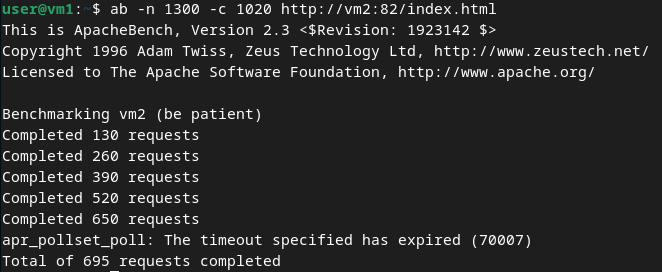 user@vm1:~$ ab -n 1300 -c 1020 http://vm2:82/index.html
This is ApacheBench, Version 2.3 <$Revision: 1923142 $>
Copyright 1996 Adam Twiss, Zeus Technology Ltd, http://www.zeustech.net/
Licensed to The Apache Software Foundation, http://www.apache.org/

Benchmarking vm2 (be patient)
Completed 130 requests
Completed 260 requests
Completed 390 requests
Completed 520 requests
Completed 650 requests
apr_pollset_poll: The timeout specified has expired (70007)
Total of 695 requests completed